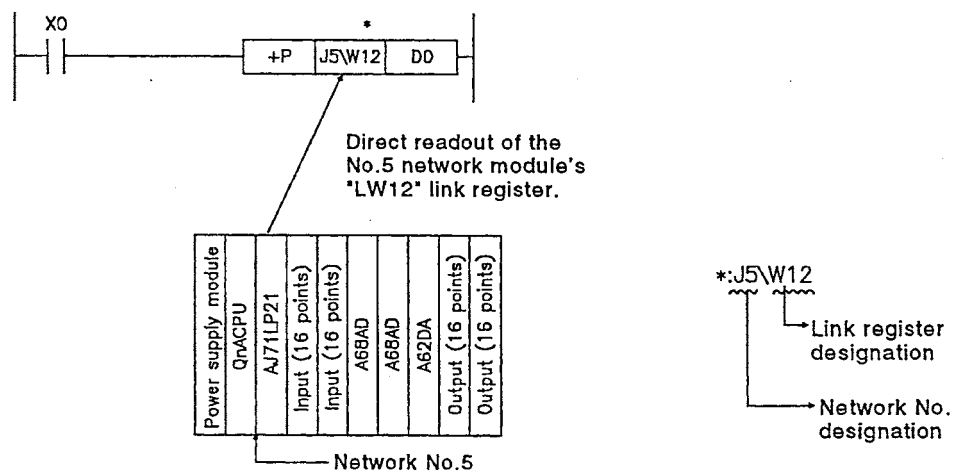 X0
*
+P J5\W12 D0
Direct readout of the
No.5 network module's
"LW12" link register.
Power supply module
QnACPU
AJ71LP21
Input (16 points)
Input (16 points)
A68AD
A68AD
A62DA
Output (16 points)
Output (16 points)
Network No.5
*:J5\W12
Link register
designation
Network No.
designation